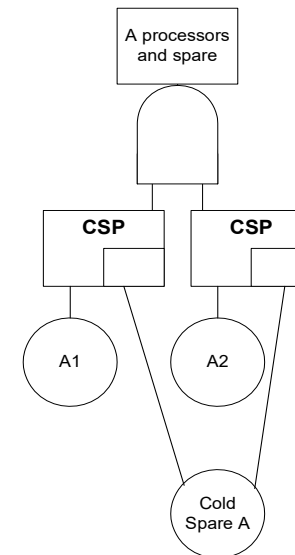 A processors
and spare
CSP
CSP
A1
A2
Cold
Spare A